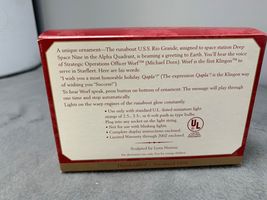 A unique ornament—The runabout U.S.S. Rio Grande, assigned to space station Deep
Space Nine in the Alpha Quadrant, is beaming a greeting to Earth. You'll hear the voice
of Strategic Operations Officer Worf™ (Michael Dorn). Worf is the first Klingon™ to
serve in Starfleet. Here are his words:
"I wish you a most honorable holiday. Qapla'!" (The expression Qapla'! is the Klingon way
of wishing you "Success!")
To hear Worf speak, press button on bottom of ornament. The message will play through
one time and stop automatically.
Lights on the warp engines of the runabout glow constantly.
• Use only with standard U.L. listed miniature light
strings of 2.5-, 3.5-, or 6-volt push-in type bulbs.
Plug into any socket on the light string.
• Not for use with blinking lights.
• Complete display instructions enclosed.
• Limited Warranty through 2002 enclosed.
UL
Sculpted by Lynn Norton